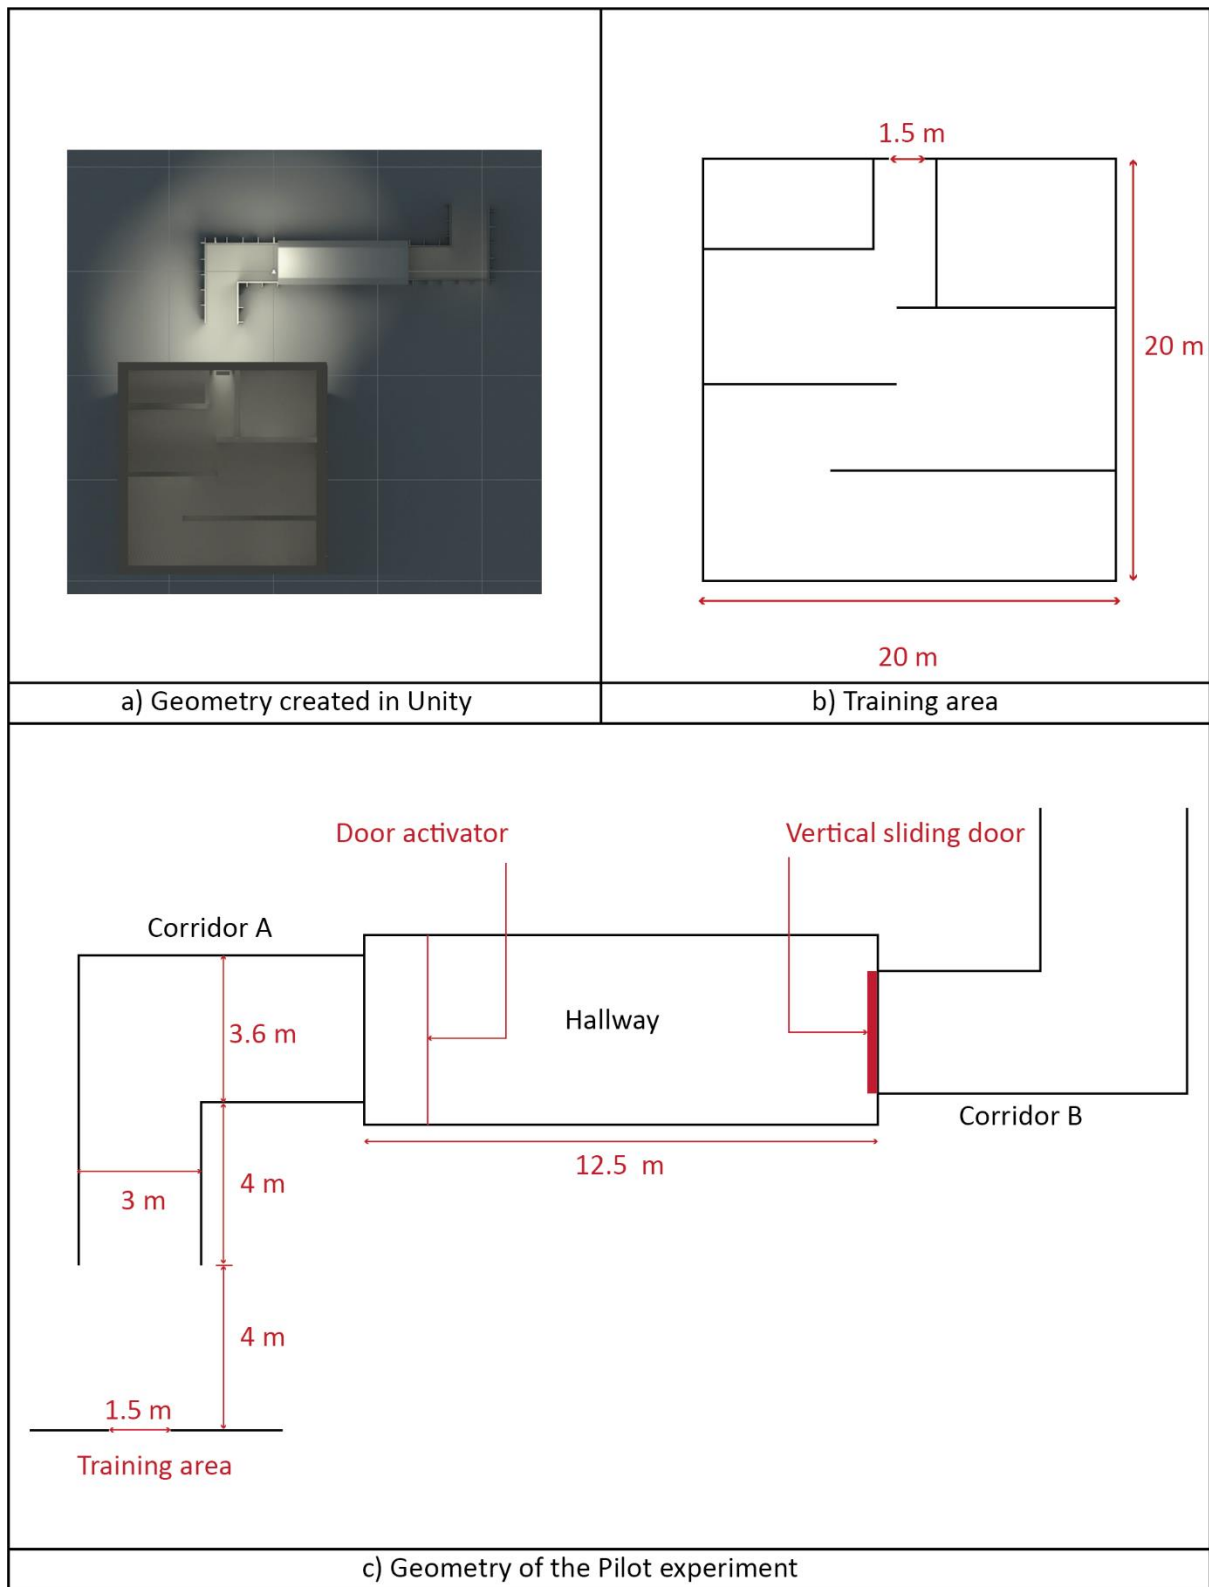 1.5 m
20 m
20 m
a) Geometry created in Unity
b) Training area
Door activator
Vertical sliding door
Corridor A
3.6 m
Hallway
Corridor B
12.5 m
3 m
4 m
4 m
1.5 m
Training area
c) Geometry of the Pilot experiment